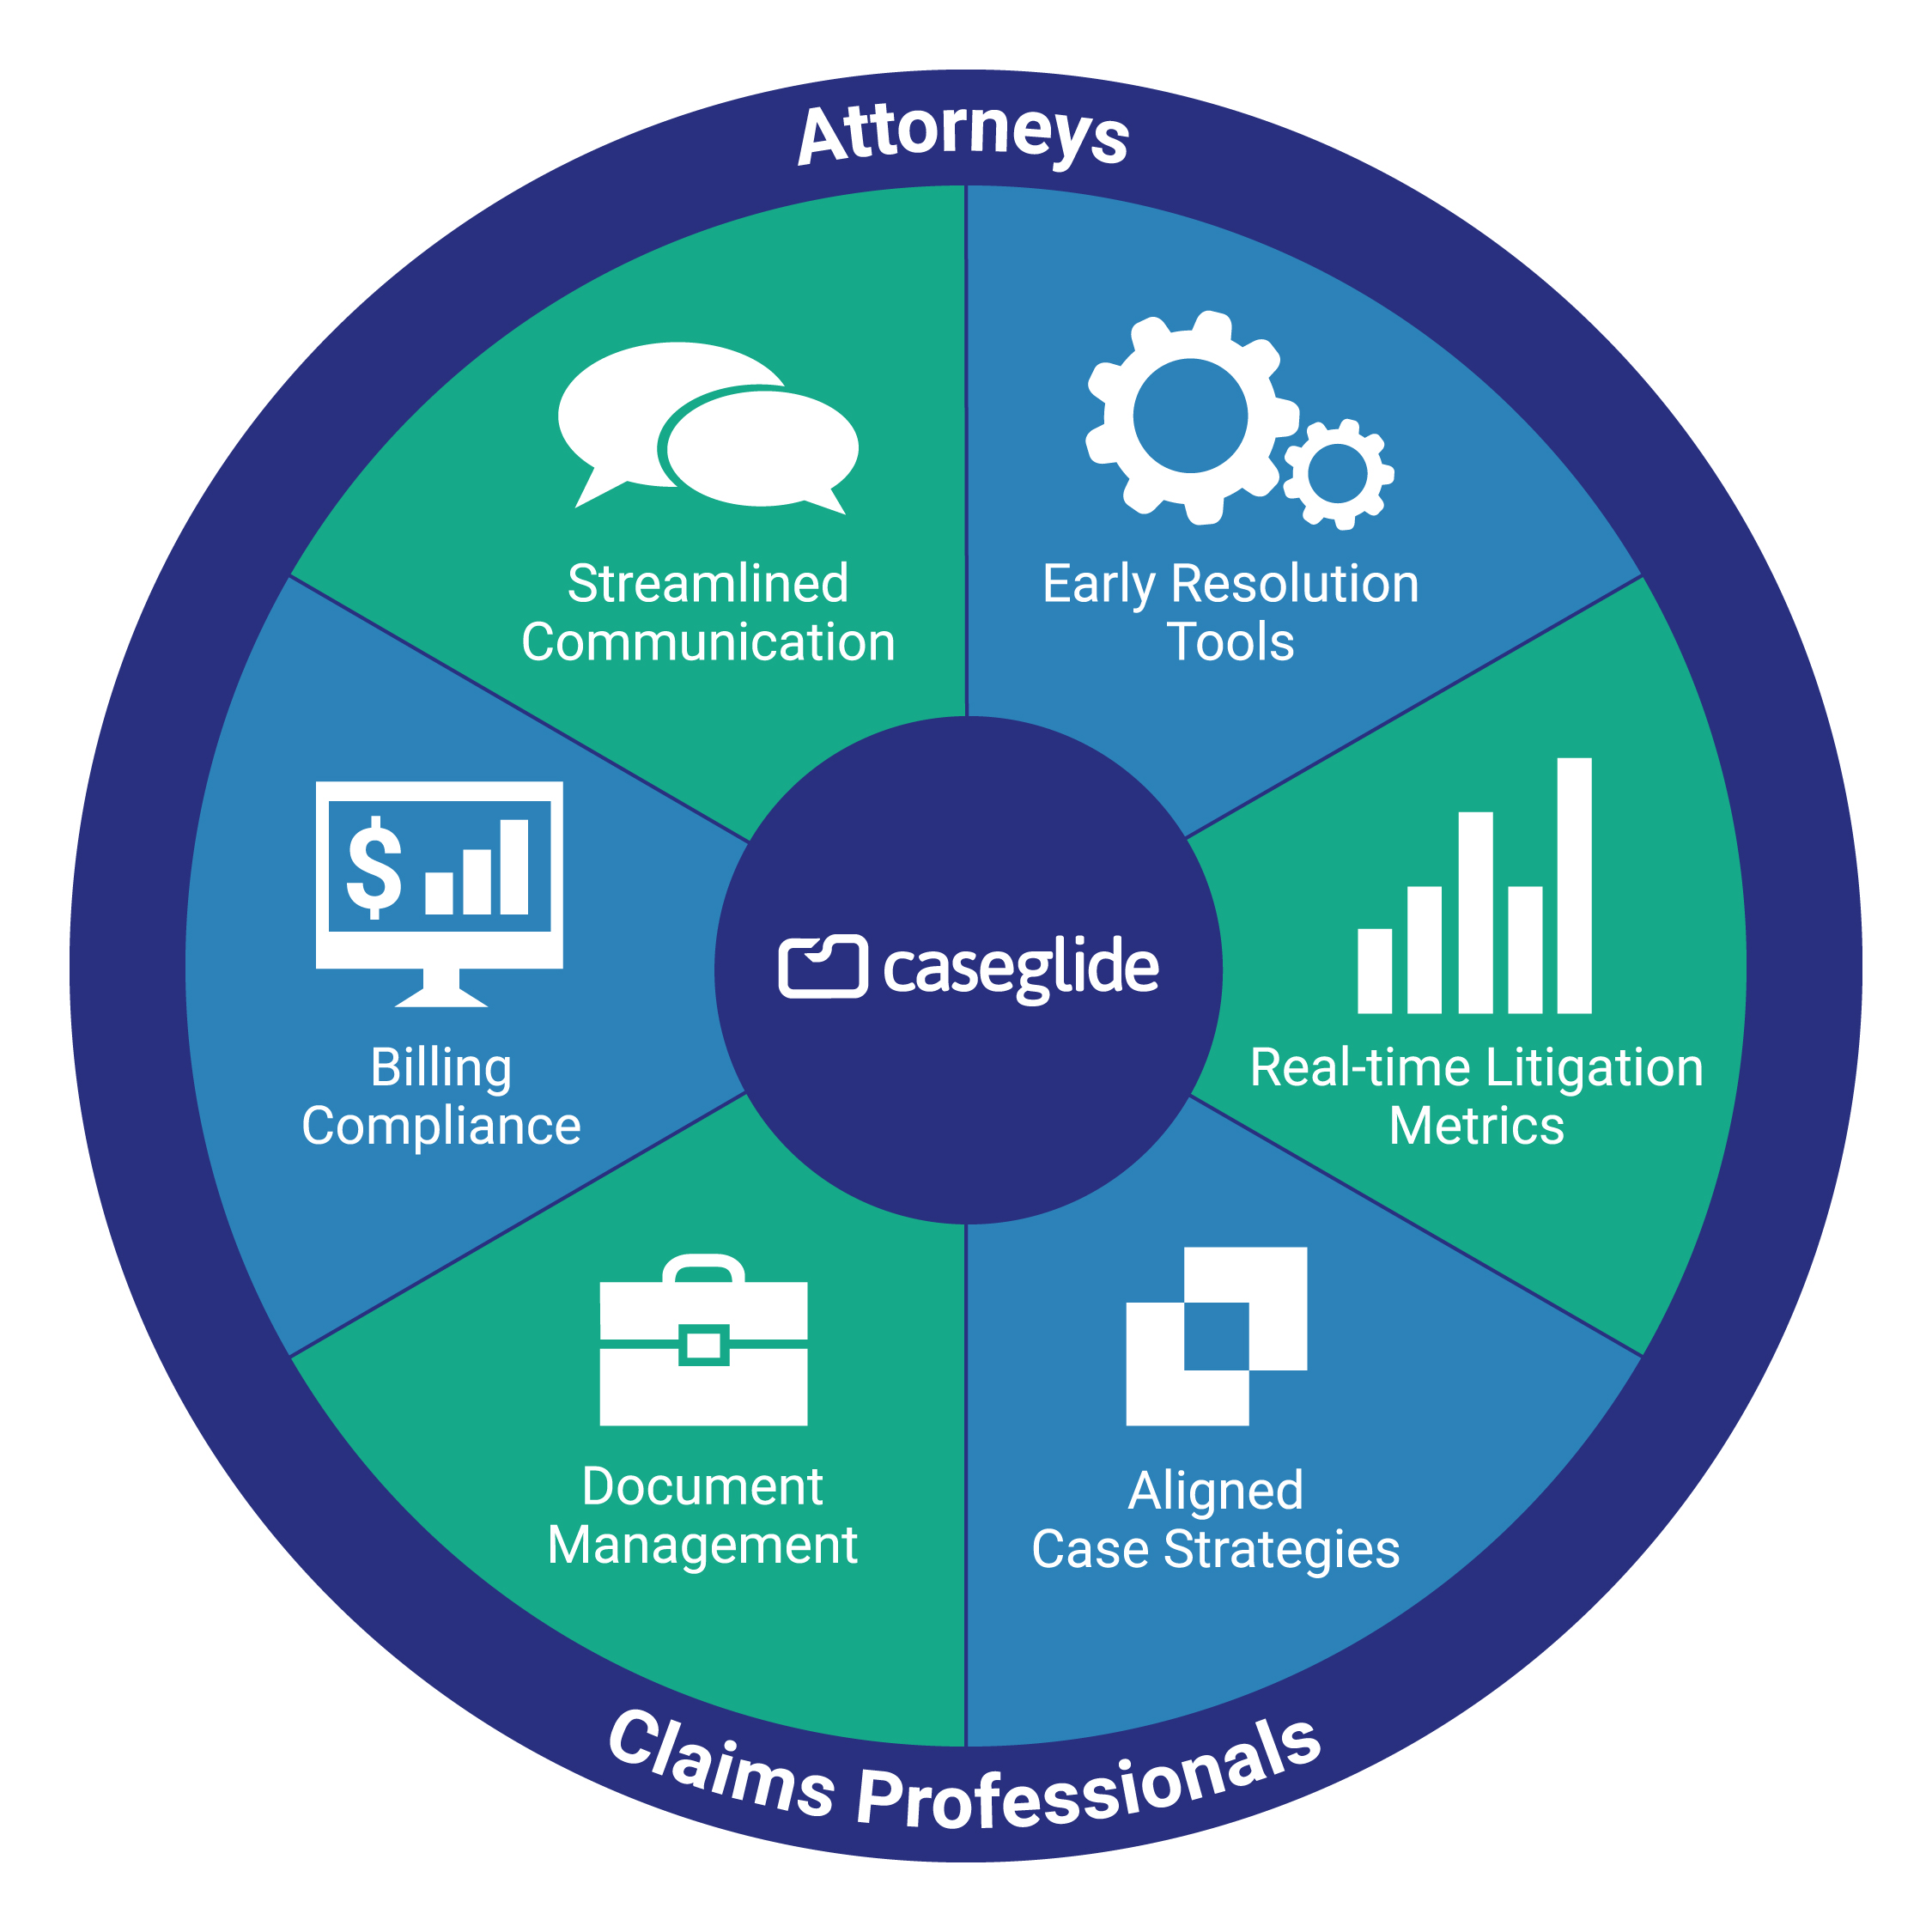 Attorneys
Streamlined
Communication
Early Resolution
Tools
$
Billing
Compliance
caseglide
Real-time Litigation
Metrics
Document
Management
Aligned
Case Strategies
Claims Professionals